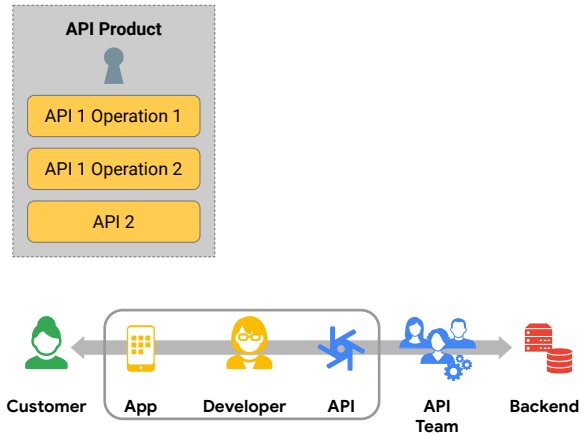 API Product
API 1 Operation 1
API 1 Operation 2
API 2
Customer
App
Developer
API
API
Team
Backend